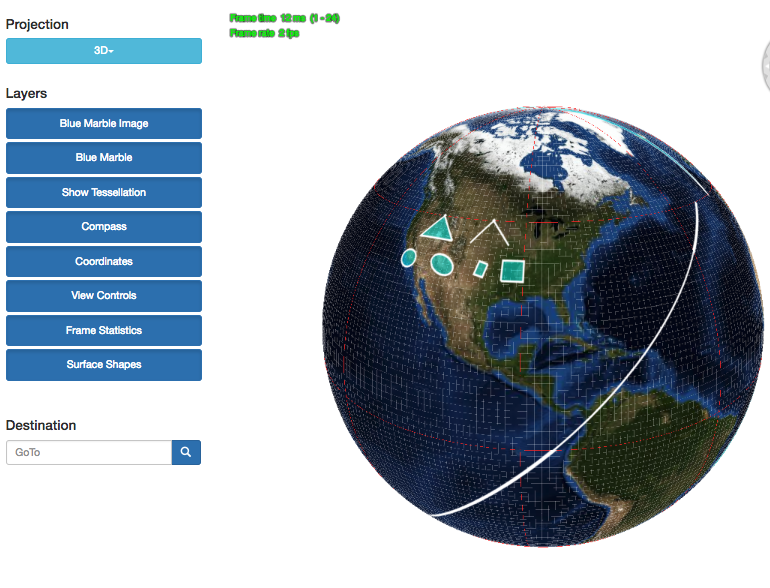 Projection
3D
Layers
Blue Marble Image
Blue Marble
Show Tessellation
Compass
Coordinates
View Controls
Frame Statistics
Surface Shapes
Destination
GoTo
Frame time 12 ms (1 - 24)
Frame rate 2 fps